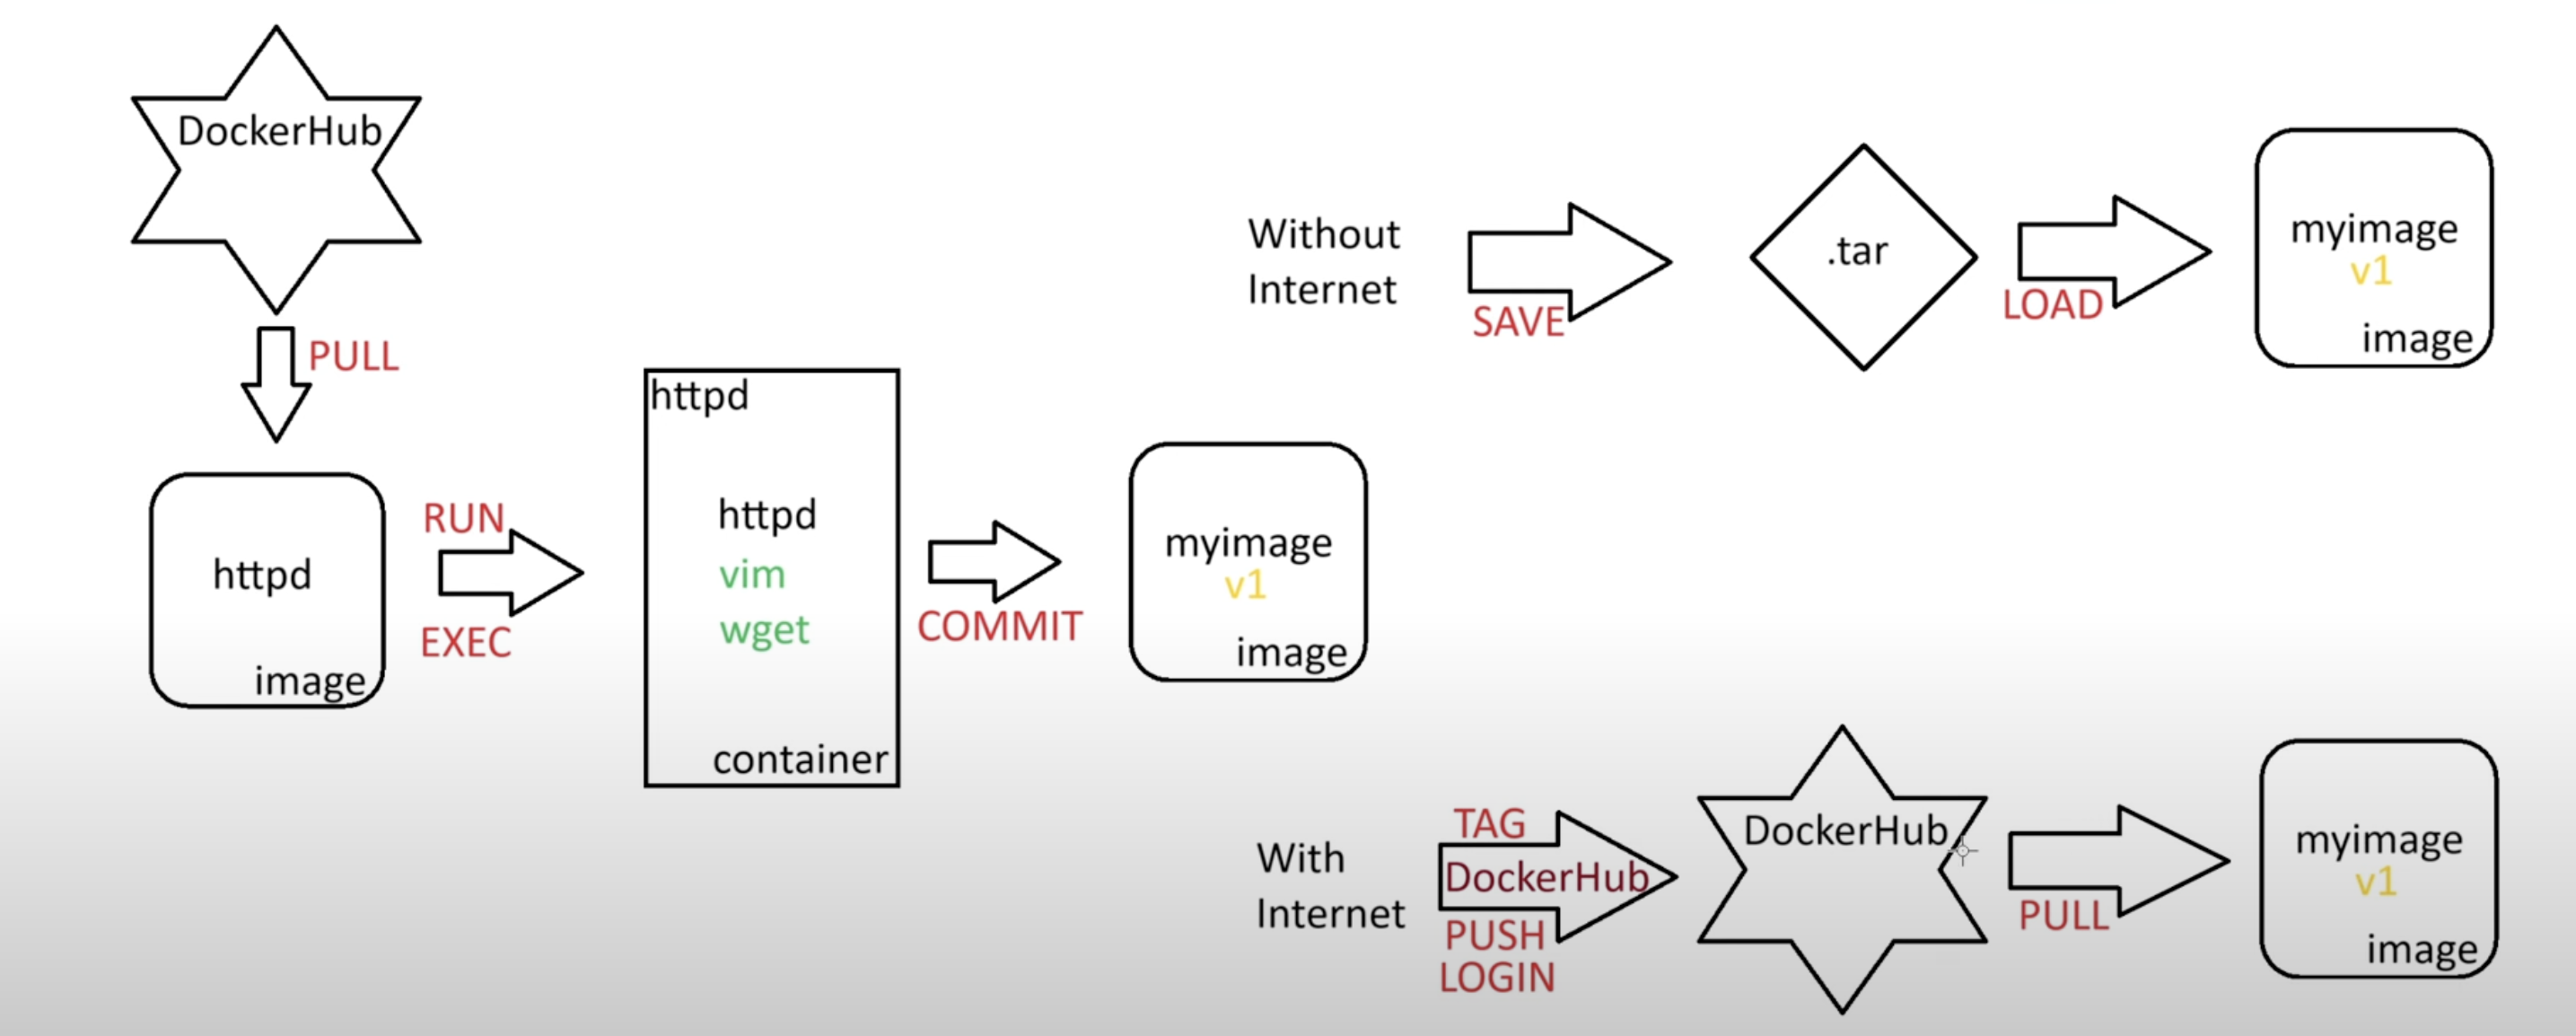 DockerHub
PULL
httpd
image
RUN
EXEC
httpd
httpd
vim
wget
container
COMMIT
myimage
v1
image
Without
Internet
SAVE
.tar
LOAD
myimage
v1
image
With
Internet
TAG
DockerHub
PUSH
LOGIN
DockerHub
PULL
myimage
v1
image